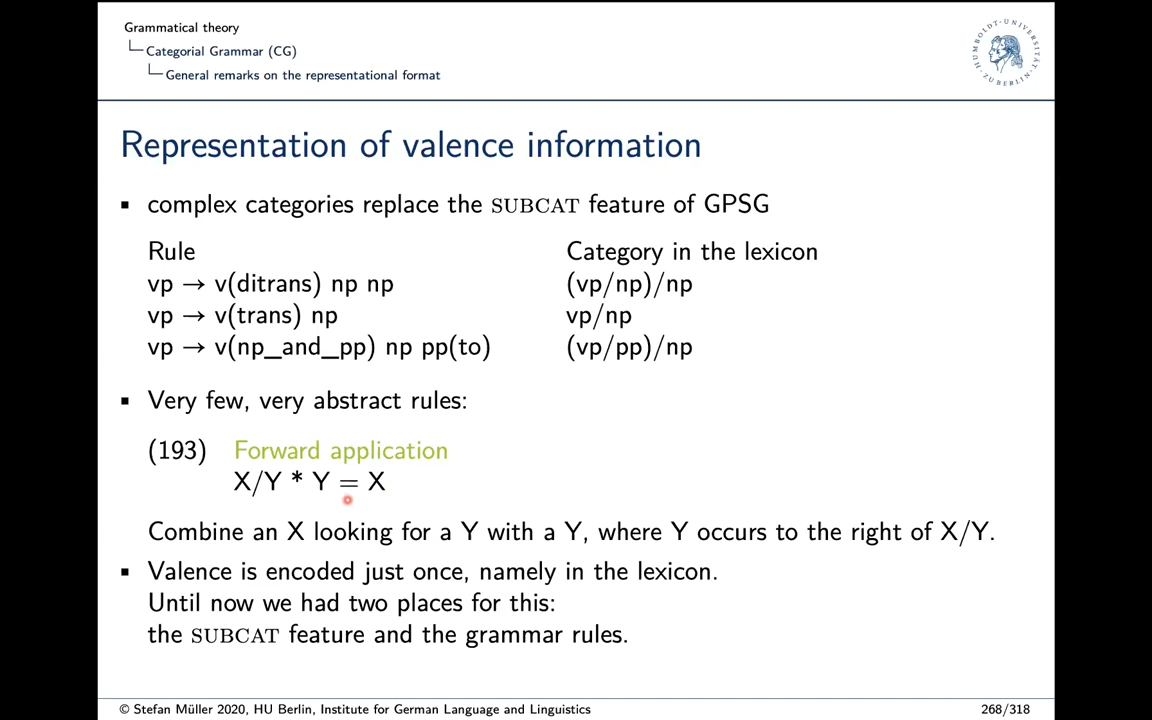 Grammatical theory
Categorial Grammar (CG)
General remarks on the representational format
HUMBOLDT-UNIVERSITÄT · ZU BERLIN
Representation of valence information
▪ complex categories replace the SUBCAT feature of GPSG
Rule Category in the lexicon
vp → v(ditrans) np np (vp/np)/np
vp → v(trans) np vp/np
vp → v(np_and_pp) np pp(to) (vp/pp)/np
▪ Very few, very abstract rules:
(193) Forward application
X/Y * Y = X
Combine an X looking for a Y with a Y, where Y occurs to the right of X/Y.
▪ Valence is encoded just once, namely in the lexicon.
Until now we had two places for this:
the SUBCAT feature and the grammar rules.
© Stefan Müller 2020, HU Berlin, Institute for German Language and Linguistics 268/318